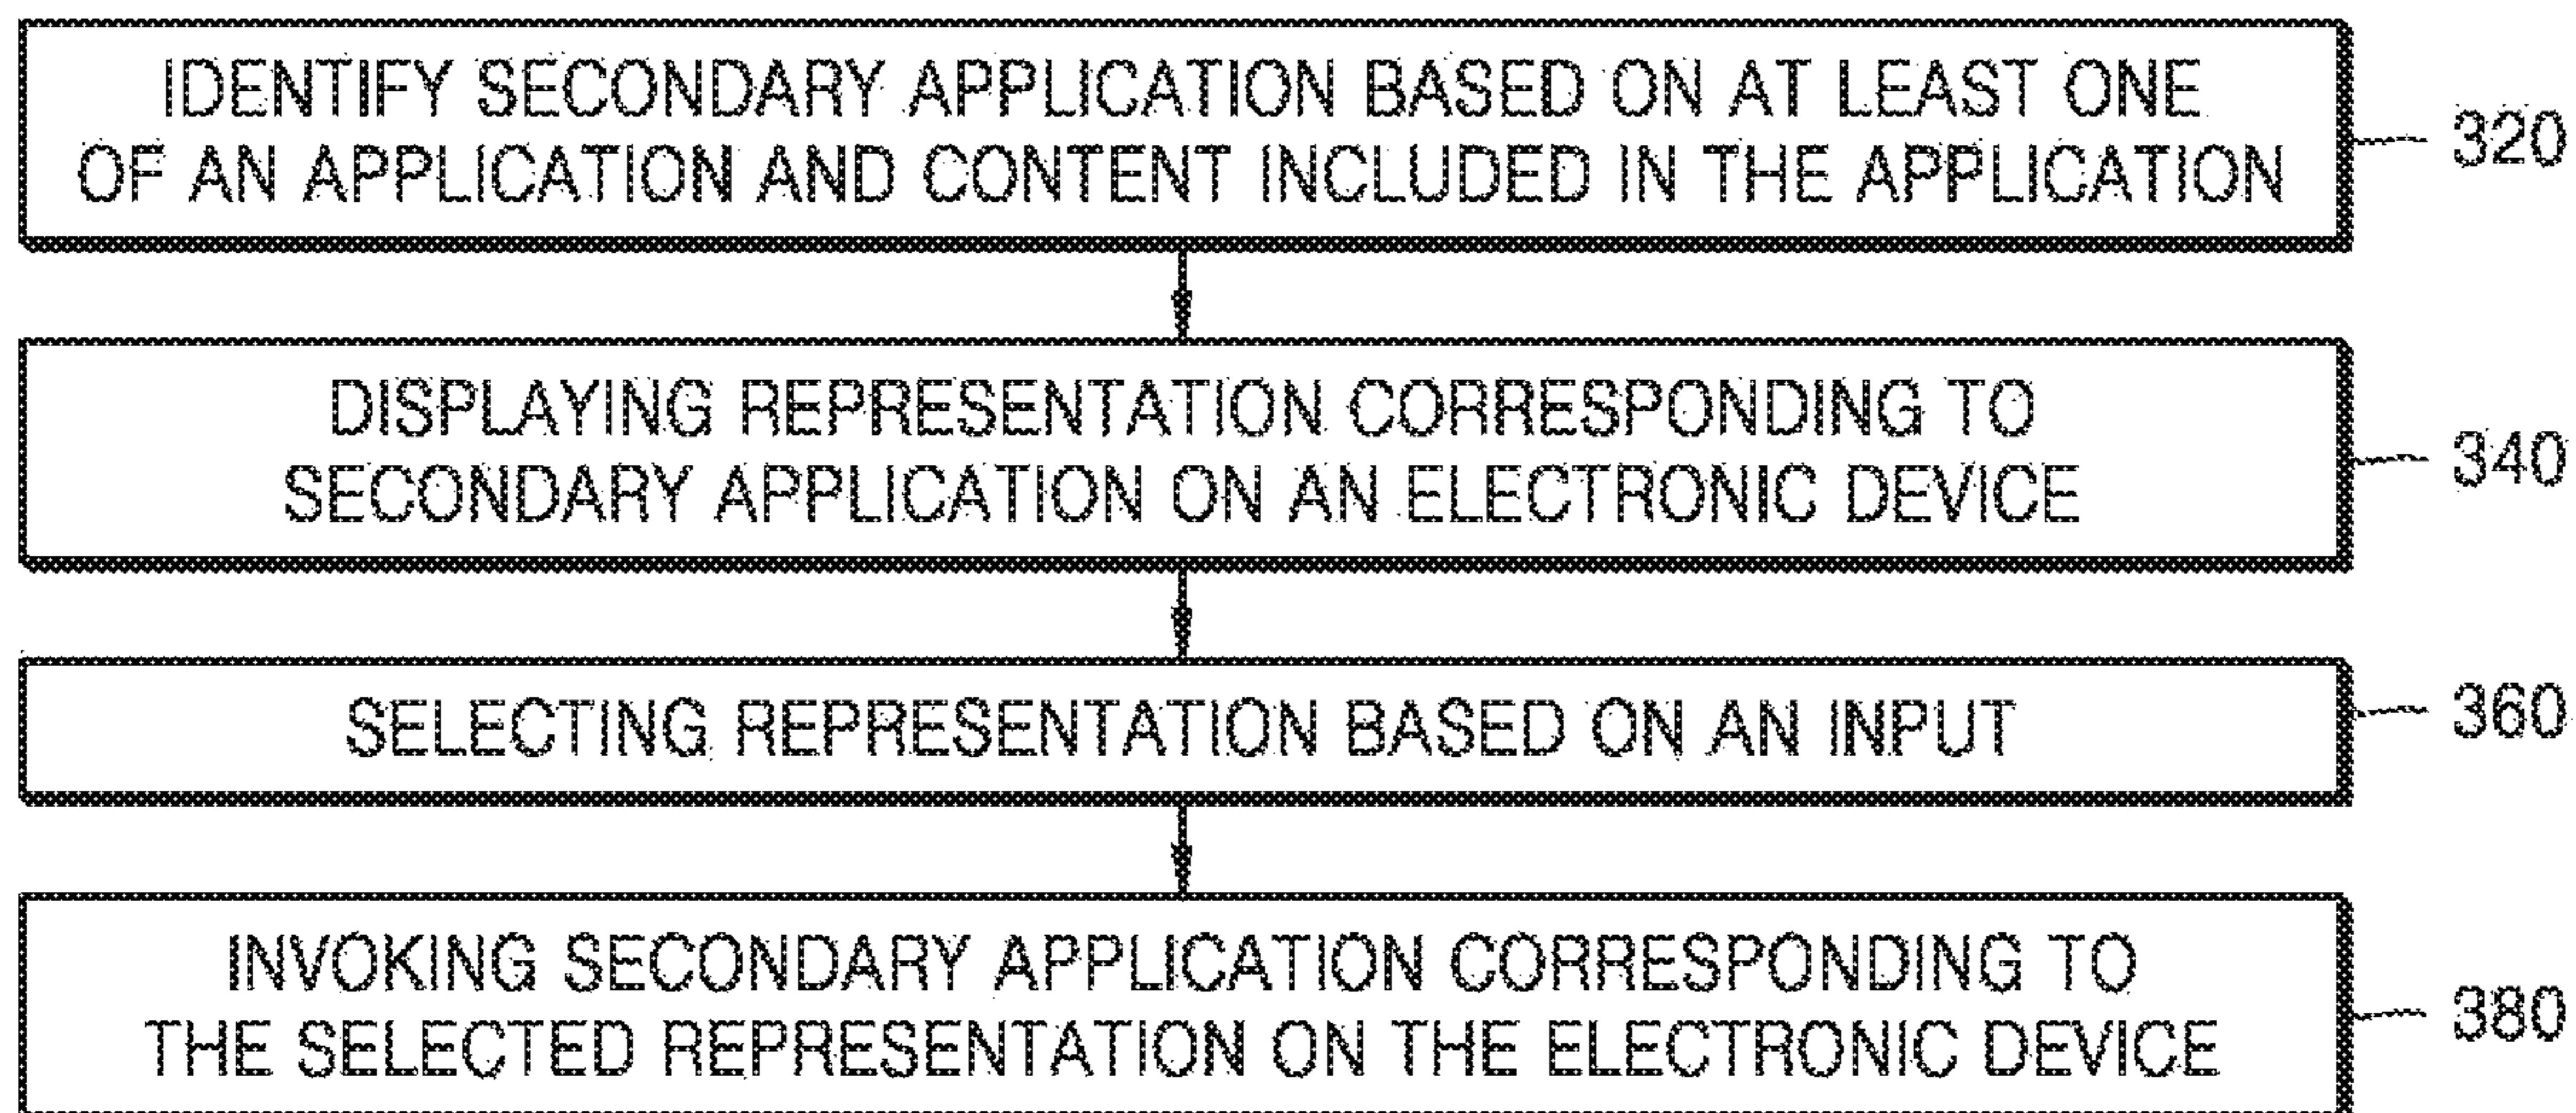 IDENTIFY SECONDARY APPLICATION BASED ON AT LEAST ONE
OF AN APPLICATION AND CONTENT INCLUDED IN THE APPLICATION
320
DISPLAYING REPRESENTATION CORRESPONDING TO
SECONDARY APPLICATION ON AN ELECTRONIC DEVICE
340
SELECTING REPRESENTATION BASED ON AN INPUT
360
INVOKING SECONDARY APPLICATION CORRESPONDING TO
THE SELECTED REPRESENTATION ON THE ELECTRONIC DEVICE
380